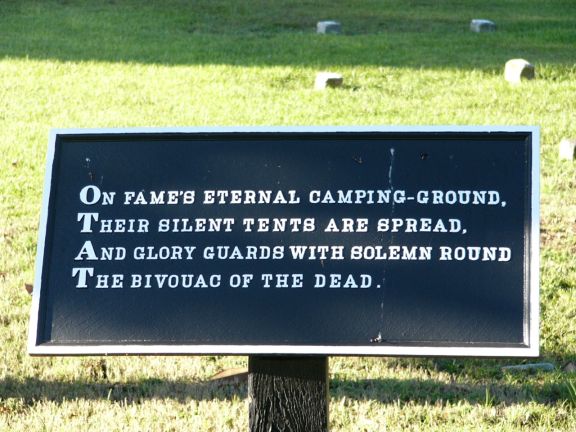 ON FAME'S ETERNAL CAMPING-GROUND,
THEIR SILENT TENTS ARE SPREAD,
AND GLORY GUARDS WITH SOLEMN ROUND
THE BIVOUAC OF THE DEAD.